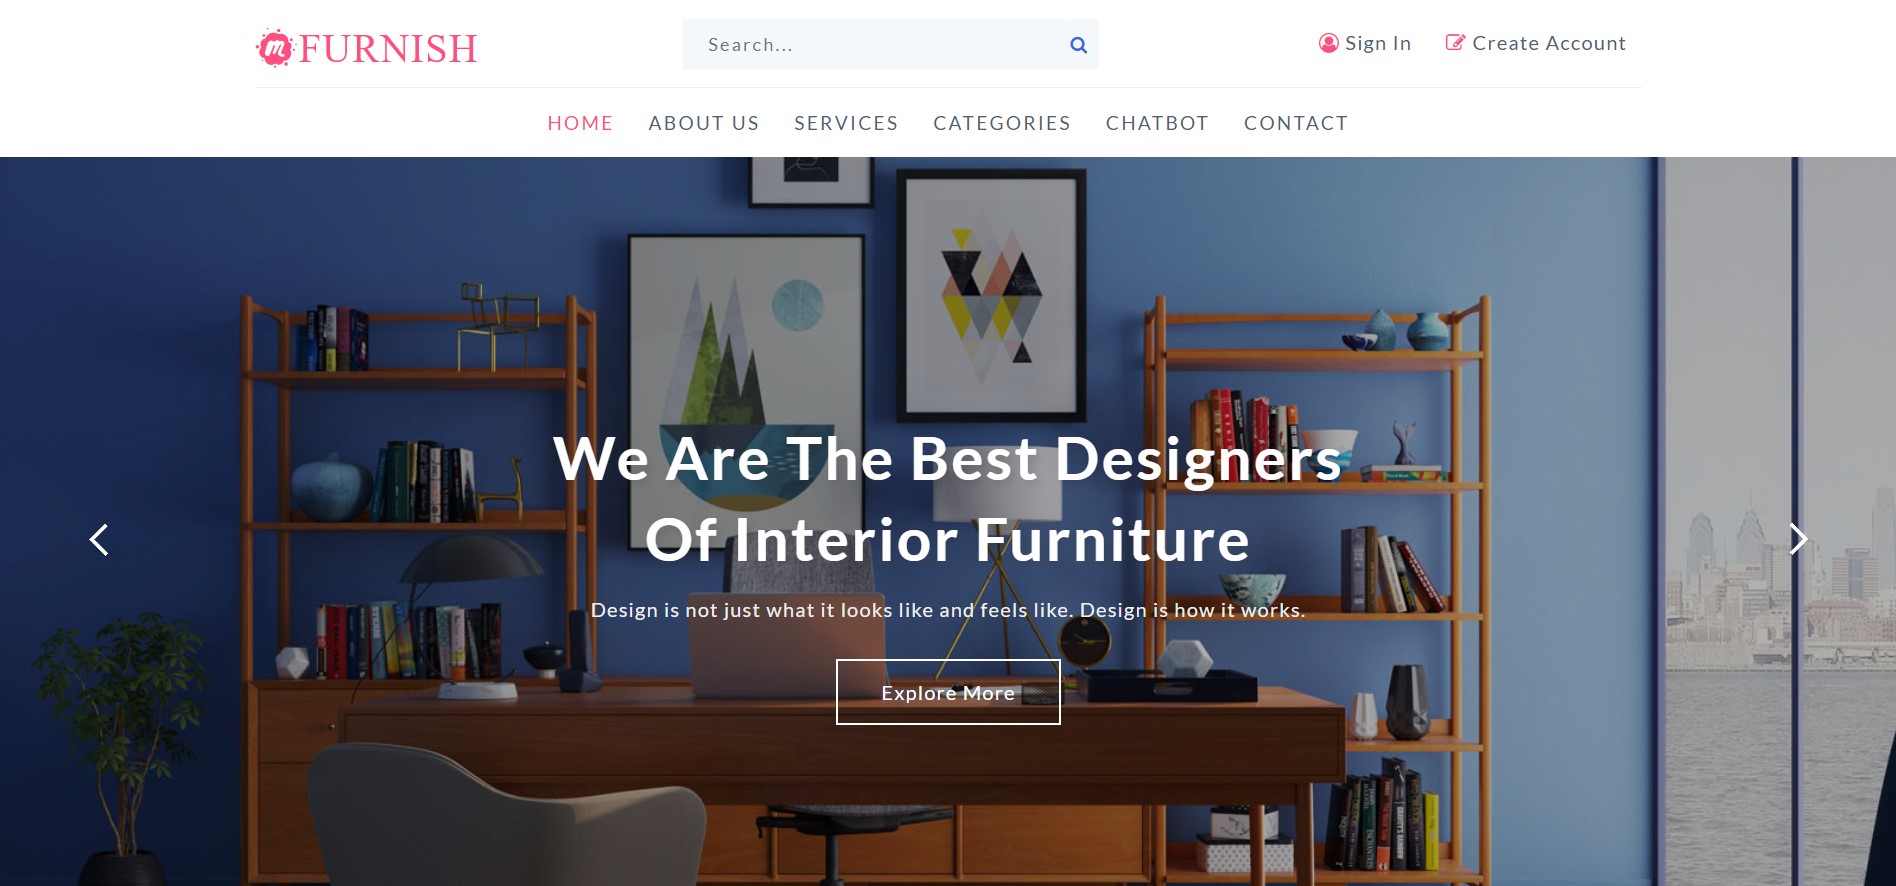 FURNISH
Search...
Sign In
Create Account
HOME
ABOUT US
SERVICES
CATEGORIES
CHATBOT
CONTACT
We Are The Best Designers
Of Interior Furniture
Design is not just what it looks like and feels like. Design is how it works.
Explore More